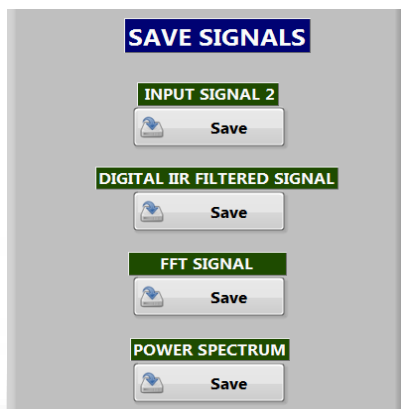 SAVE SIGNALS
INPUT SIGNAL 2
Save
DIGITAL IIR FILTERED SIGNAL
Save
FFT SIGNAL
Save
POWER SPECTRUM
Save